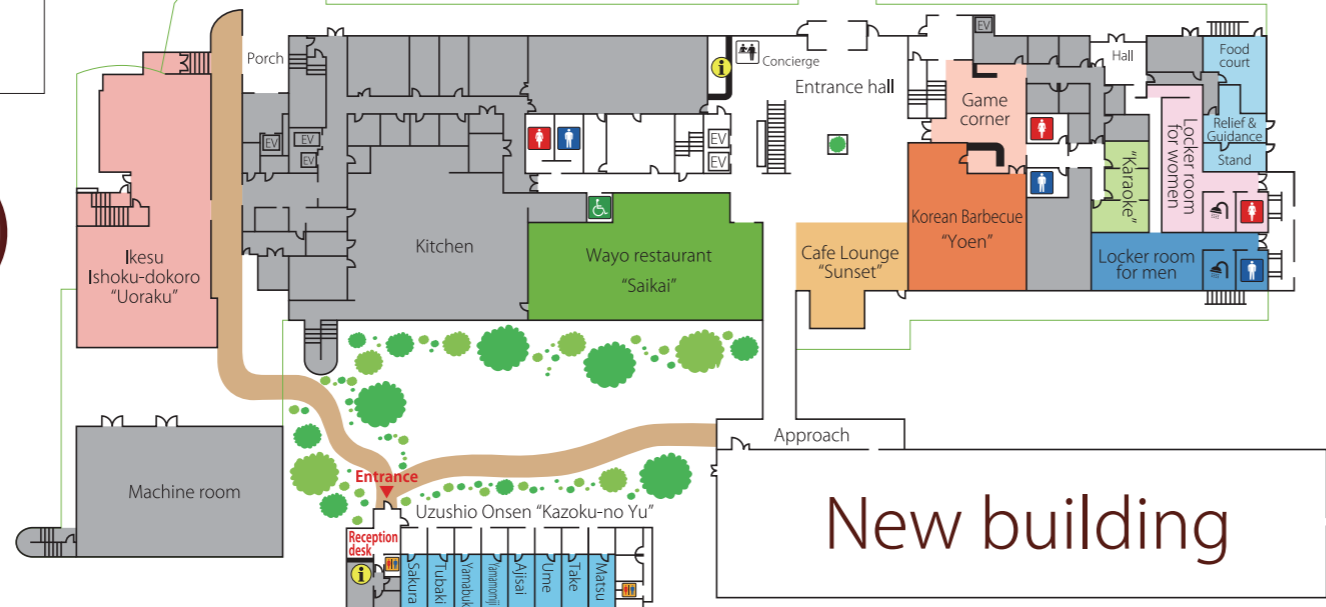 Porch
EV
EV
EV
Concierge
Entrance hall
EV
EV
EV
Game
corner
Hall
Food
court
Relief &
Guidance
Stand
Locker room
for women
"Karaoke"
Locker room
for men
Korean Barbecue
"Yoen"
Cafe Lounge
"Sunset"
Kitchen
Wayo restaurant
"Saikai"
Ikesu
Ishoku-dokoro
"Uoraku"
Machine room
Approach
Entrance
Uzushio Onsen "Kazoku-no Yu"
Reception
desk
i
i
Sakura
Tubaki
Yamabuk
Yamamomiji
Ajisai
Ume
Take
Matsu
New building